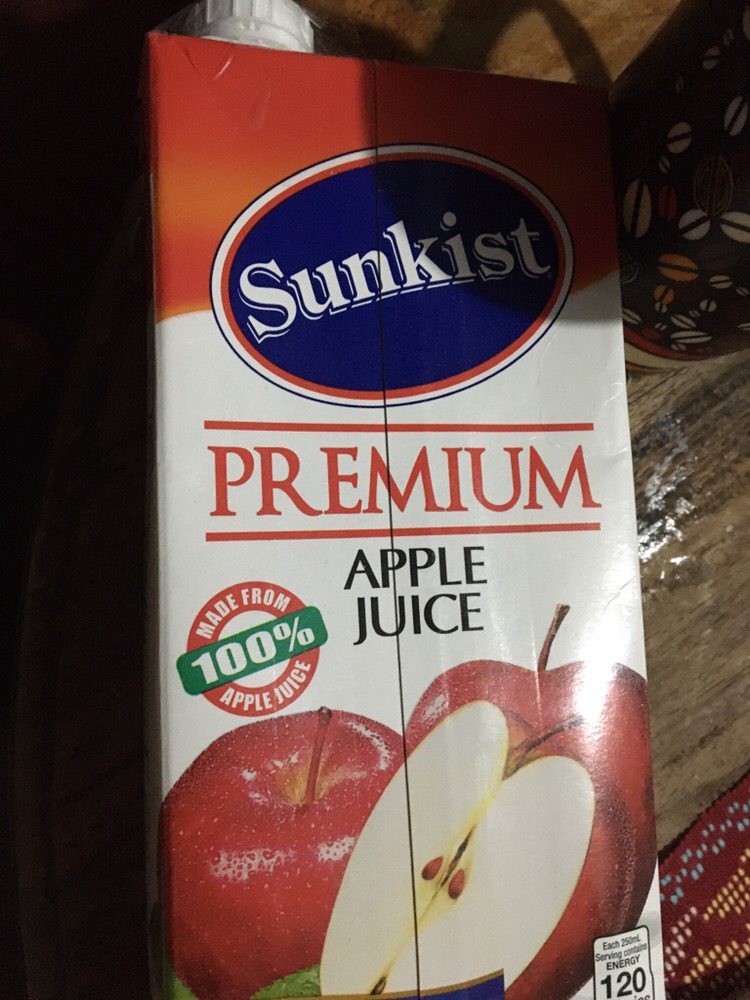 Sunkist
PREMIUM
APPLE
JUICE
MADE FROM
100%
APPLE JUICE
Each 250mL
Serving contains
ENERGY
120